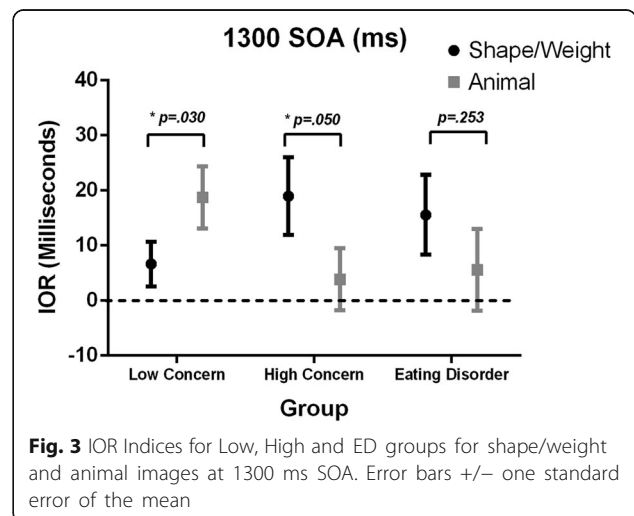 1300 SOA (ms)
Shape/Weight
Animal
* p=.030
* p=.050
p=.253
IOR (Milliseconds)
40
30
20
10
0
-10
Low Concern
High Concern
Eating Disorder
Group
Fig. 3 IOR Indices for Low, High and ED groups for shape/weight
and animal images at 1300 ms SOA. Error bars +/− one standard
error of the mean